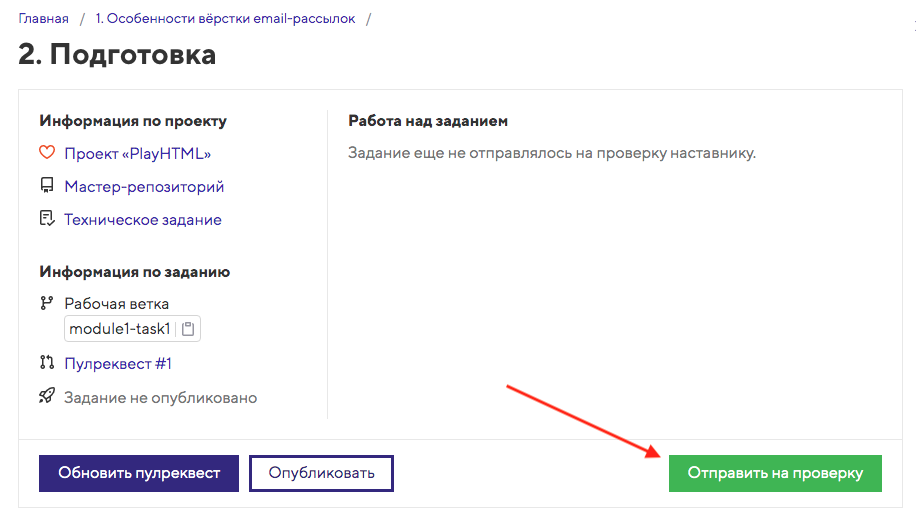 Главная / 1. Особенности вёрстки email-рассылок /
2. Подготовка
Информация по проекту
Проект «PlayHTML»
Мастер-репозиторий
Техническое задание
Информация по заданию
Рабочая ветка
module1-task1
Пулреквест #1
Задание не опубликовано
Работа над заданием
Задание еще не отправлялось на проверку наставнику.
Обновить пулреквест
Опубликовать
Отправить на проверку